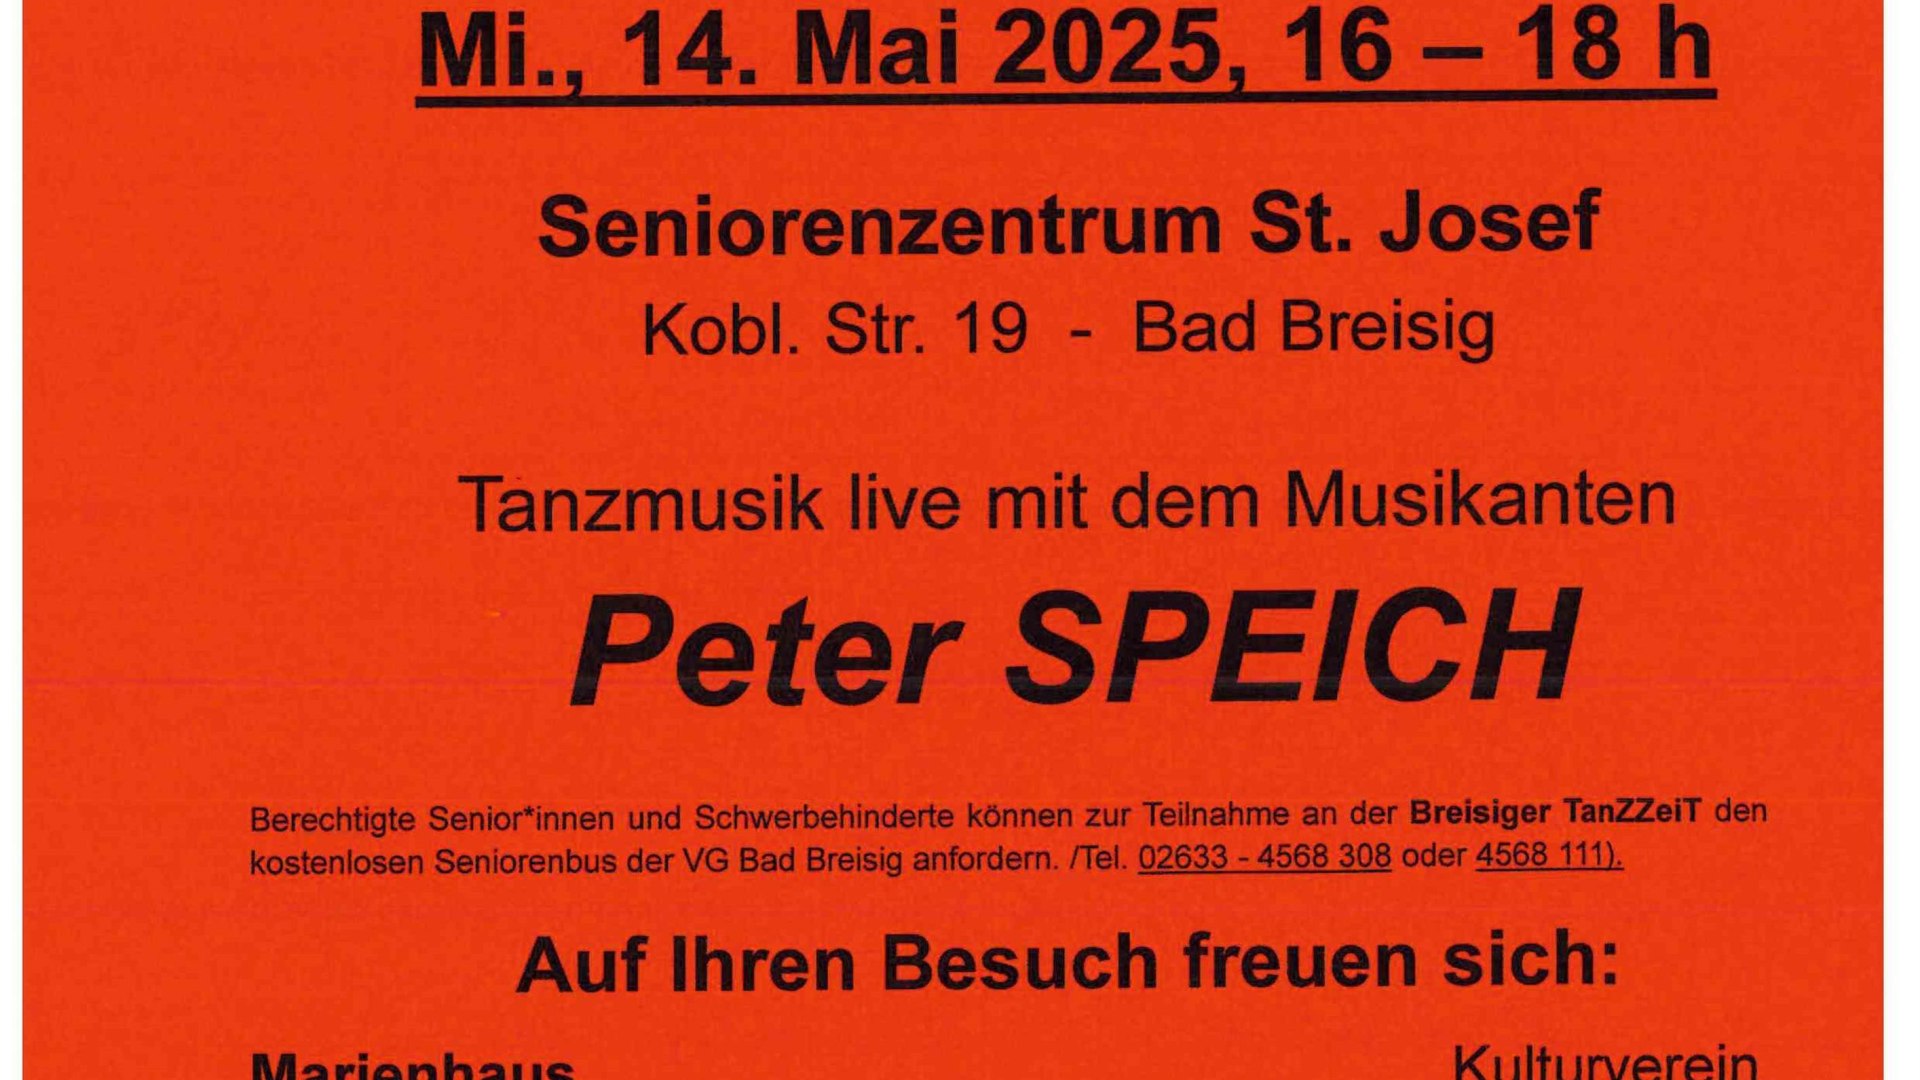 Mi., 14. Mai 2025, 16 – 18 h
Seniorenzentrum St. Josef
Kobl. Str. 19 - Bad Breisig
Tanzmusik live mit dem Musikanten
Peter SPEICH
Berechtigte Senior*innen und Schwerbehinderte können zur Teilnahme an der Breisiger TanZZeiT den
kostenlosen Seniorenbus der VG Bad Breisig anfordern. /Tel. 02633 - 4568 308 oder 4568 111).
Auf Ihren Besuch freuen sich:
Marienhaus Kulturverein